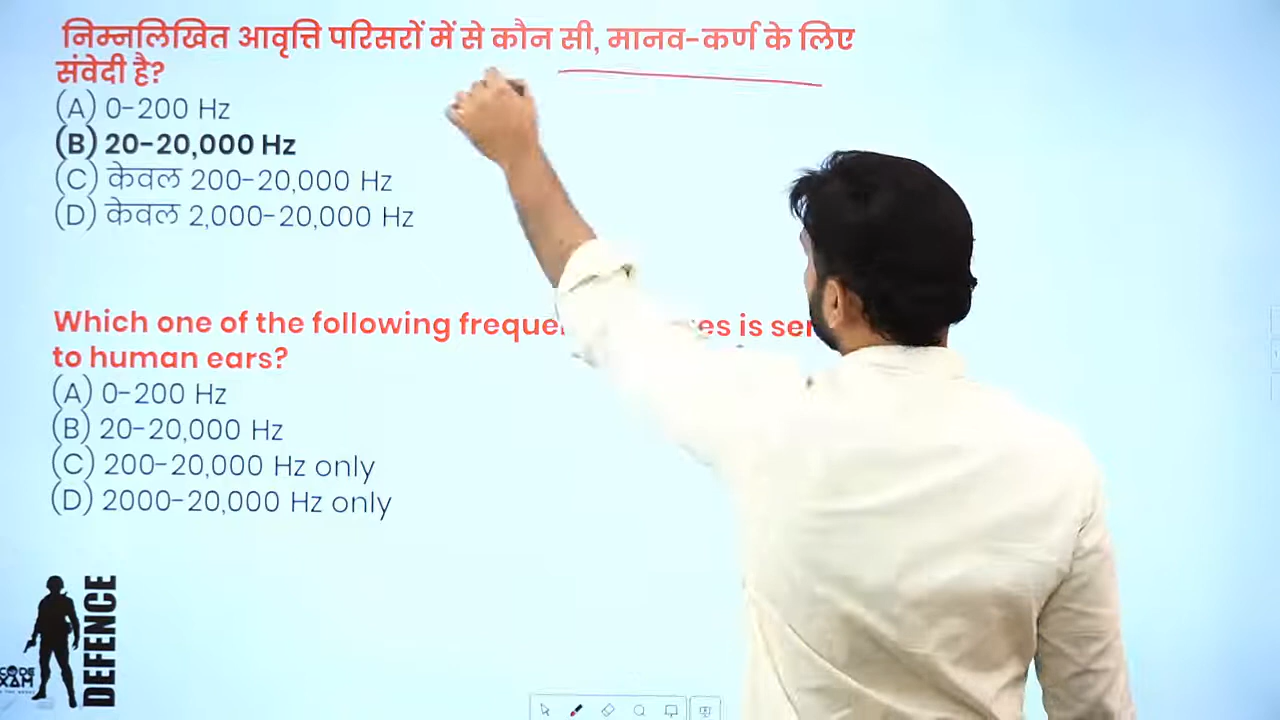 निम्नलिखित आवृत्ति परिसरों में से कौन सी, मानव-कर्ण के लिए
संवेदी है?
(A) 0-200 Hz
(B) 20-20,000 Hz
(C) केवल 200-20,000 Hz
(D) केवल 2,000-20,000 Hz
Which one of the following is
to human ears?
(A) 0-200 Hz
(B) 20-20,000 Hz
(C) 200-20,000 Hz only
(D) 2000-20,000 Hz only
DEFENCE